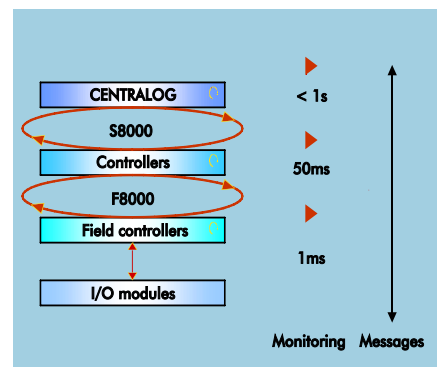 CENTRALOG
< 1s
S8000
Controllers
50ms
F8000
Field controllers
1ms
I/O modules
Monitoring Messages